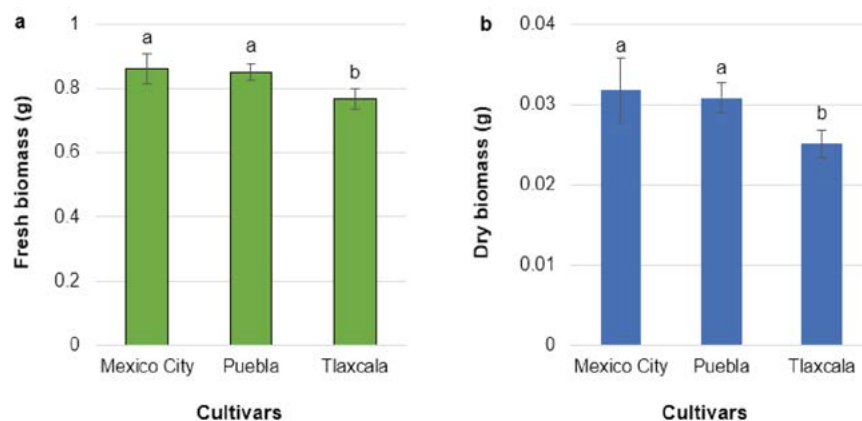 a
1
0.8
0.6
0.4
0.2
0
Fresh biomass (g)
a
a
b
Mexico City
Puebla
Tlaxcala
Cultivars
b
0.04
0.03
0.02
0.01
0
Dry biomass (g)
a
a
b
Mexico City
Puebla
Tlaxcala
Cultivars